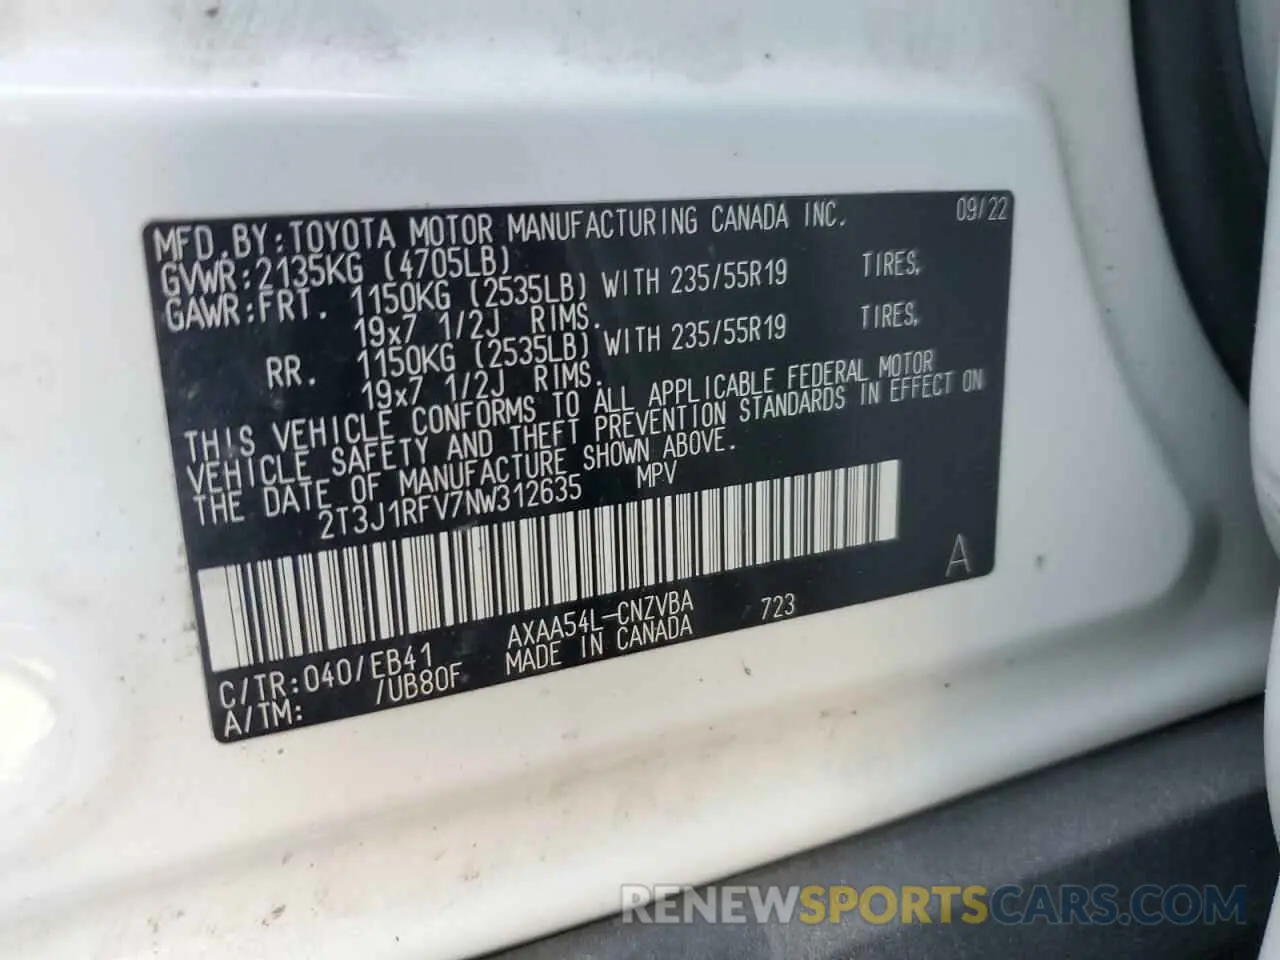 MFD.BY:TOYOTA MOTOR MANUFACTURING CANADA INC. 09/22
GVWR:2135KG (4705LB)
GAWR:FRT. 1150KG (2535LB) WITH 235/55R19 TIRES,
19x7 1/2J RIMS.
RR. 1150KG (2535LB) WITH 235/55R19 TIRES,
19x7 1/2J RIMS.
THIS VEHICLE CONFORMS TO ALL APPLICABLE FEDERAL MOTOR
VEHICLE SAFETY AND THEFT PREVENTION STANDARDS IN EFFECT ON
THE DATE OF MANUFACTURE SHOWN ABOVE.
2T3J1RFV7NW312635 MPV
A
C/TR:040/EB41 AXAA54L-CNZVBA 723
A/TM: /UB80F MADE IN CANADA
RENEWSPORTSCARS.COM